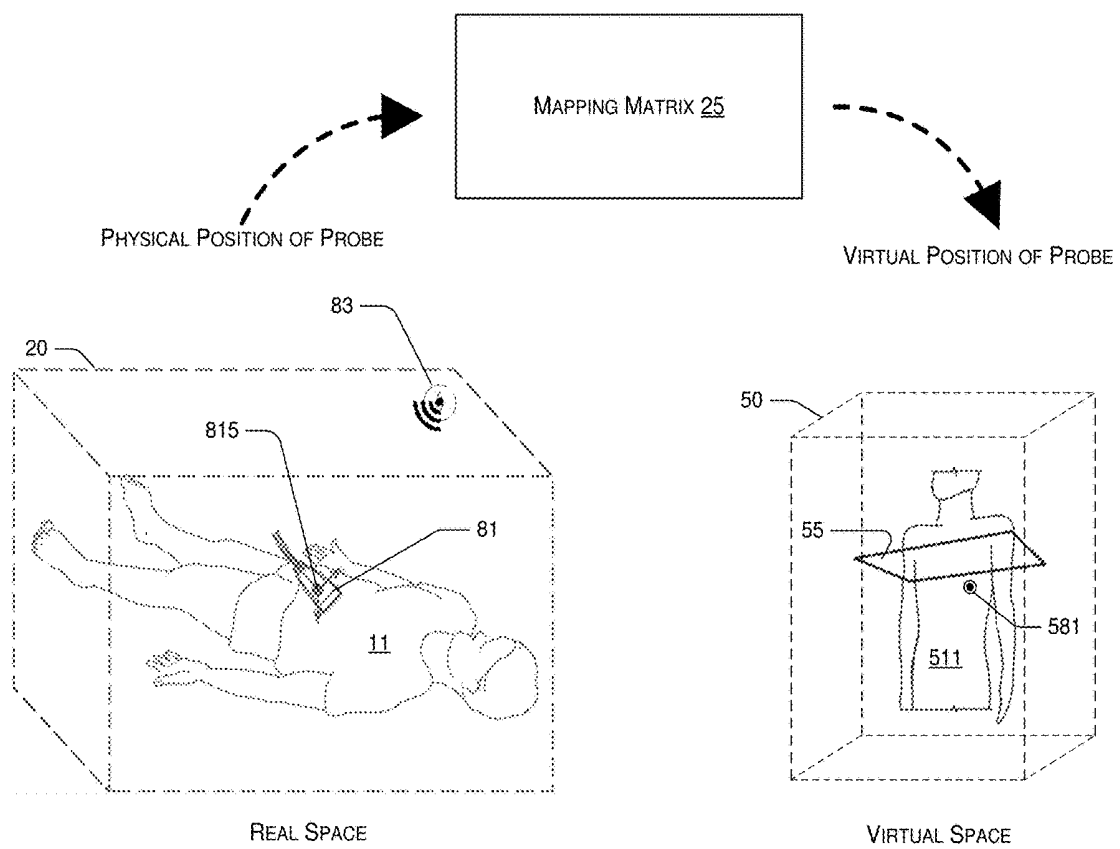 MAPPING MATRIX 25
PHYSICAL POSITION OF PROBE
VIRTUAL POSITION OF PROBE
83
20
815
81
11
50
55
581
511
REAL SPACE
VIRTUAL SPACE